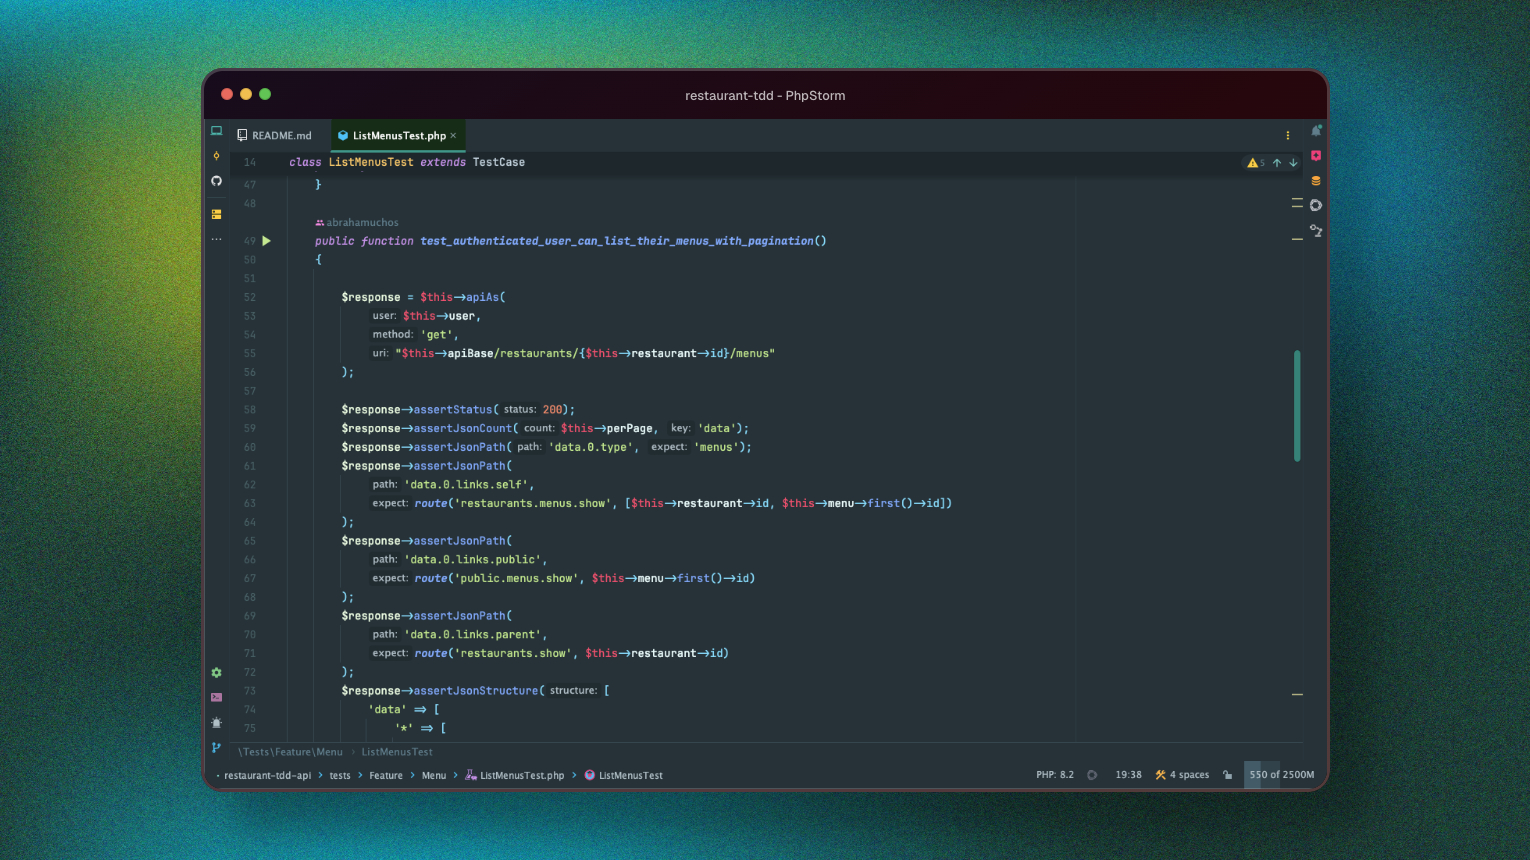 restaurant-tdd - PhpStorm
README.md
ListMenusTest.php ×
14 class ListMenusTest extends TestCase
5
47 }
48
abrahamuchos
49 public function test_authenticated_user_can_list_their_menus_with_pagination()
50 {
51
52 $response = $this->apiAs(
53 user: $this->user,
54 method: 'get',
55 uri: "$this->apiBase/restaurants/{$this->restaurant->id}/menus"
56 );
57
58 $response->assertStatus( status: 200);
59 $response->assertJsonCount( count: $this->perPage, key: 'data');
60 $response->assertJsonPath( path: 'data.0.type', expect: 'menus');
61 $response->assertJsonPath(
62 path: 'data.0.links.self',
63 expect: route('restaurants.menus.show', [$this->restaurant->id, $this->menu->first()->id])
64 );
65 $response->assertJsonPath(
66 path: 'data.0.links.public',
67 expect: route('public.menus.show', $this->menu->first()->id)
68 );
69 $response->assertJsonPath(
70 path: 'data.0.links.parent',
71 expect: route('restaurants.show', $this->restaurant->id)
72 );
73 $response->assertJsonStructure( structure: [
74 'data' => [
75 '*' => [
\Tests\Feature\Menu › ListMenusTest
restaurant-tdd-api › tests › Feature › Menu › ListMenusTest.php › ListMenusTest
PHP: 8.2 19:38 4 spaces 550 of 2500M